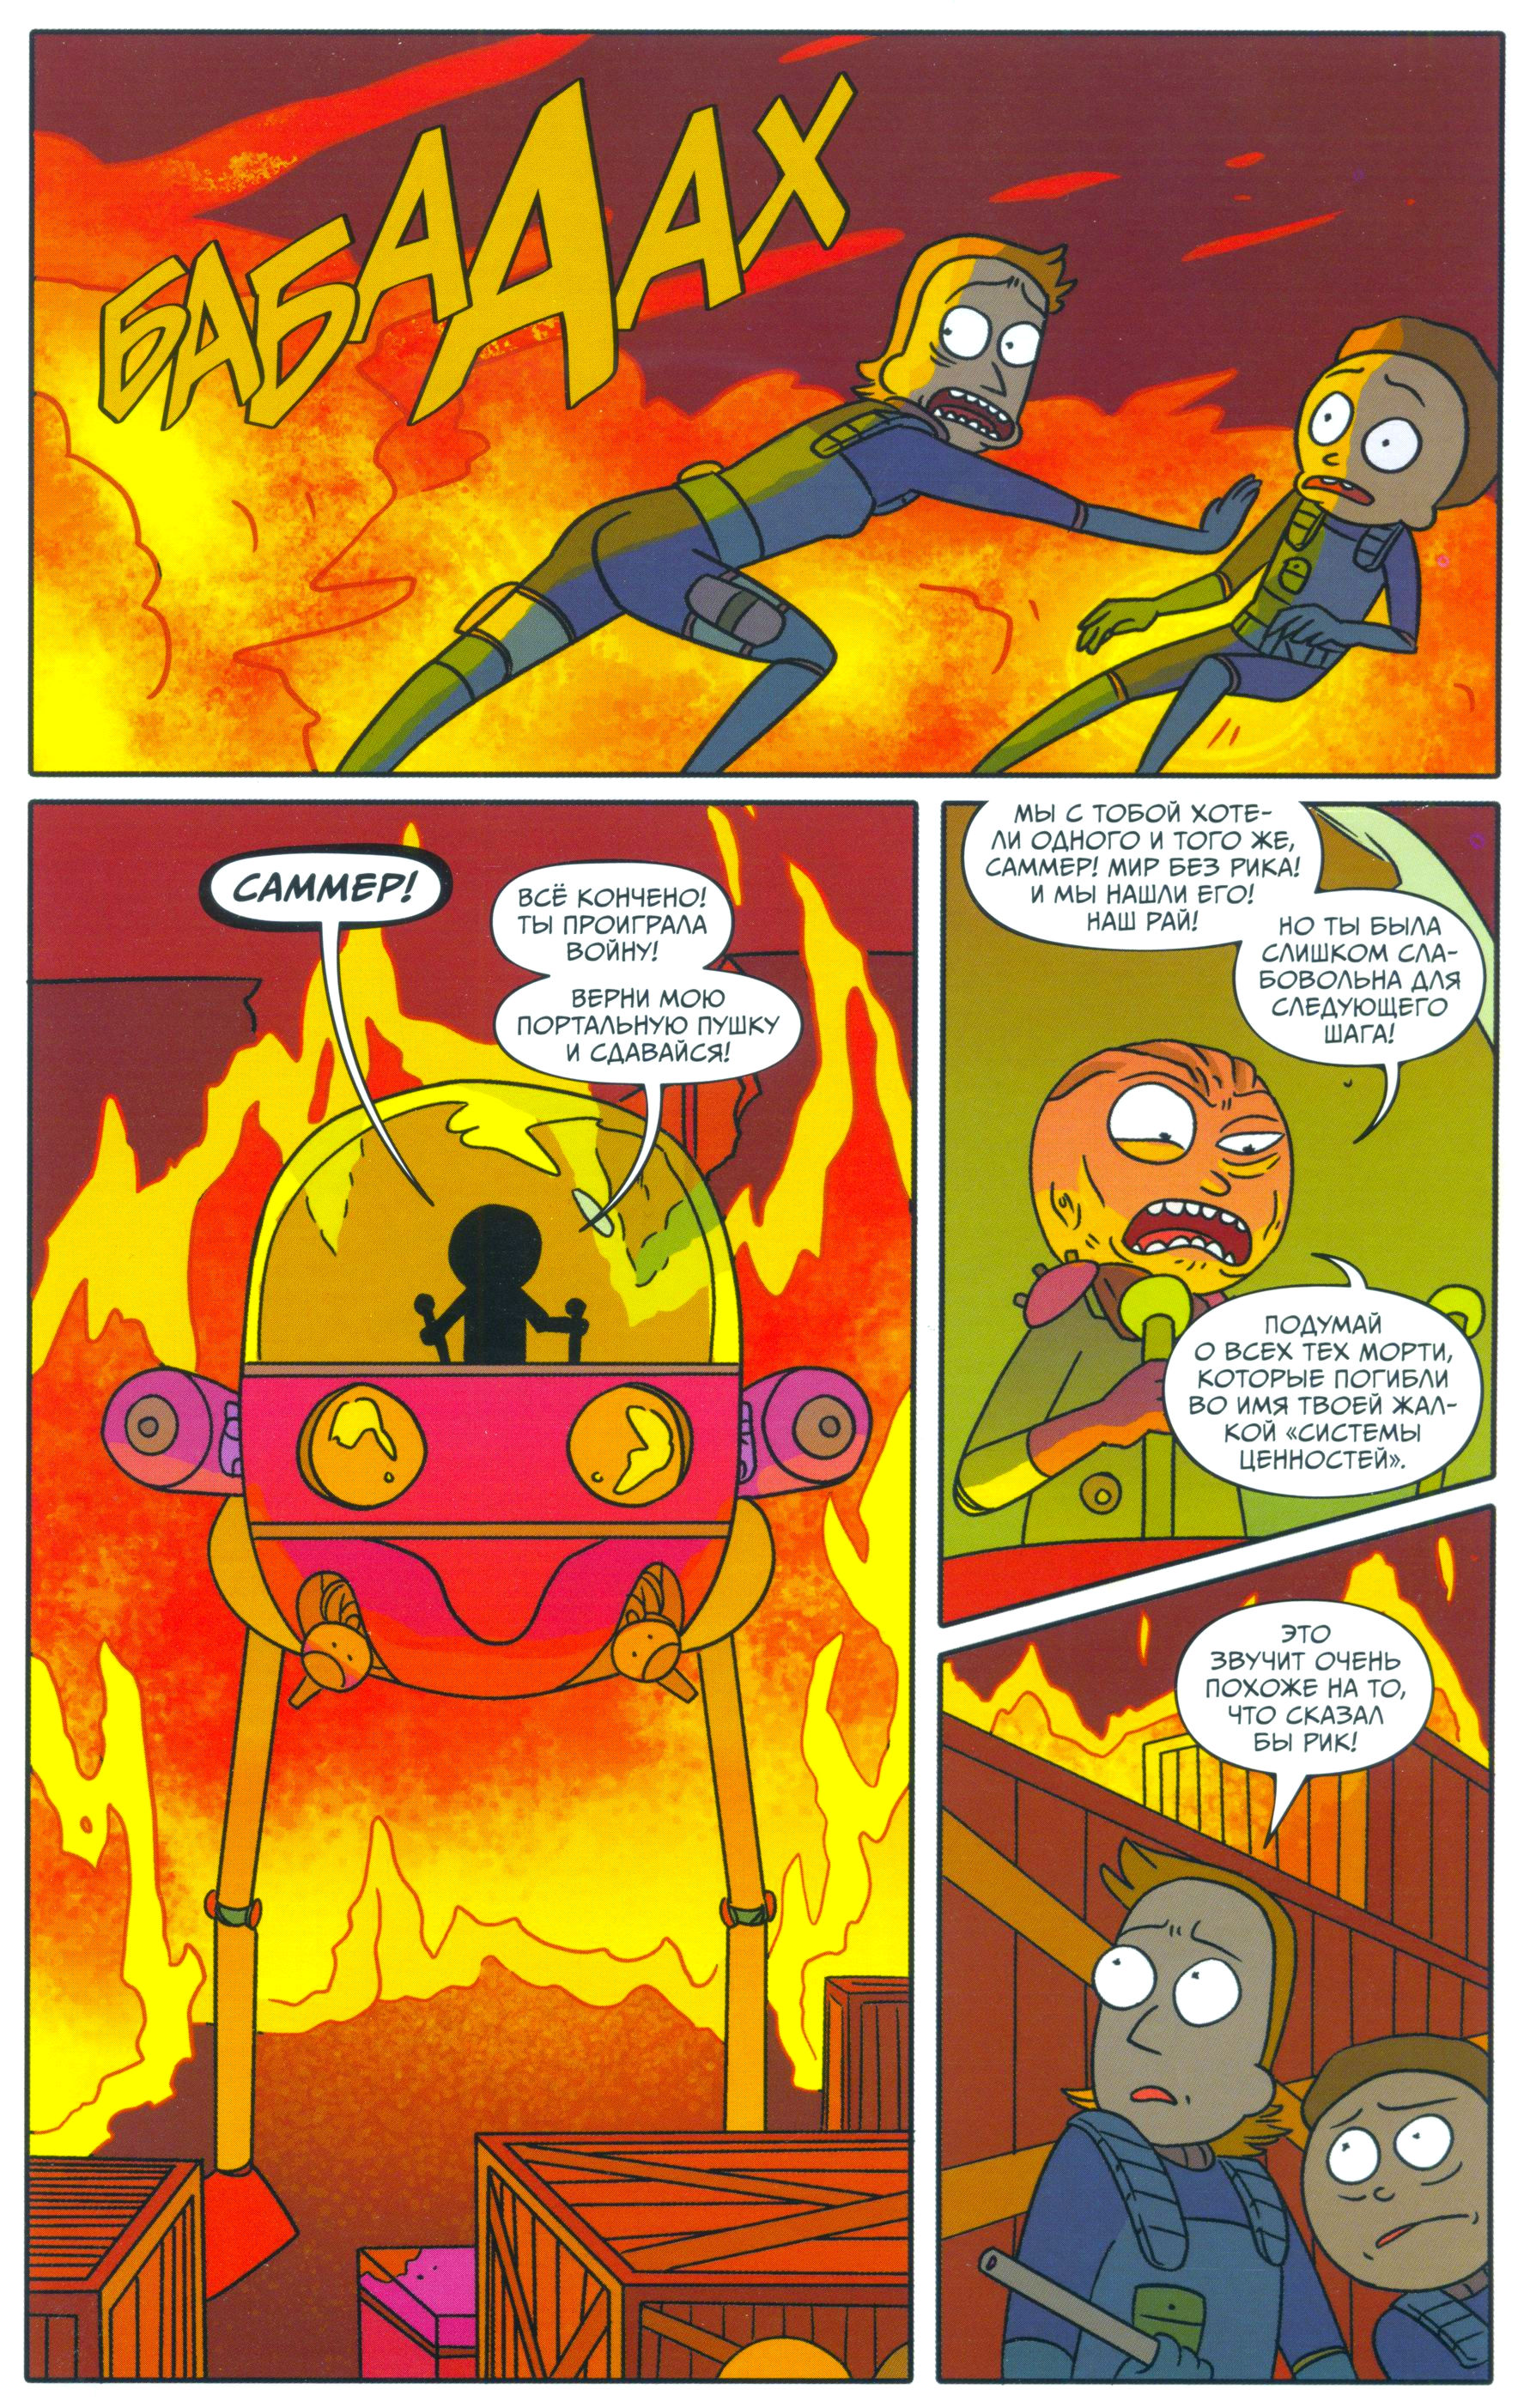 БАБАДАХ
САММЕР!
ВСЁ КОНЧЕНО!
ТЫ ПРОИГРАЛА
ВОЙНУ!
ВЕРНИ МОЮ
ПОРТАЛЬНУЮ ПУШКУ
И СДАВАЙСЯ!
МЫ С ТОБОЙ ХОТЕ-
ЛИ ОДНОГО И ТОГО ЖЕ,
САММЕР! МИР БЕЗ РИКА!
И МЫ НАШЛИ ЕГО!
НАШ РАЙ!
НО ТЫ БЫЛА
СЛИШКОМ СЛА-
БОВОЛЬНА ДЛЯ
СЛЕДУЮЩЕГО
ШАГА!
ПОДУМАЙ
О ВСЕХ ТЕХ МОРТИ,
КОТОРЫЕ ПОГИБЛИ
ВО ИМЯ ТВОЕЙ ЖАЛ-
КОЙ «СИСТЕМЫ
ЦЕННОСТЕЙ».
ЭТО
ЗВУЧИТ ОЧЕНЬ
ПОХОЖЕ НА ТО,
ЧТО СКАЗАЛ
БЫ РИК!